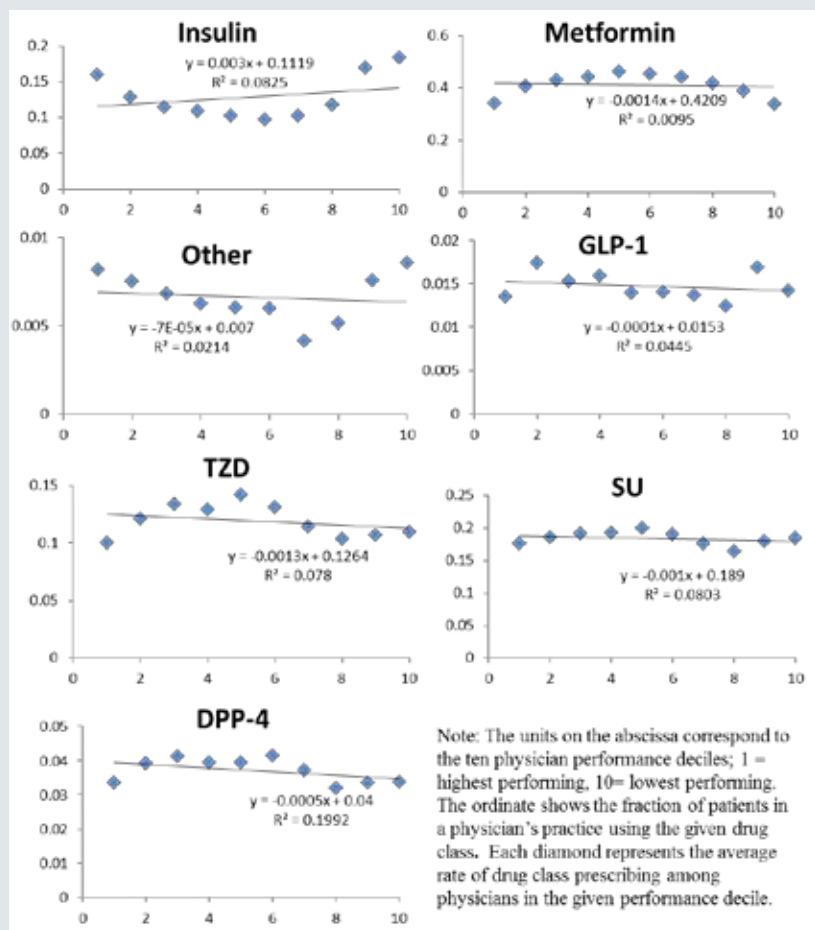 Insulin
0.2
y = 0.003x + 0.1119
R² = 0.0825
0.15
0.1
0.05
0
0 2 4 6 8 10
Metformin
0.6
0.4
y = -0.0014x + 0.4209
R² = 0.0095
0.2
0
0 2 4 6 8 10
Other
0.01
0.005
y = -7E-05x + 0.007
R² = 0.0214
0
0 2 4 6 8 10
GLP-1
0.02
0.015
0.01
y = -0.0001x + 0.0153
R² = 0.0445
0.005
0
0 2 4 6 8 10
TZD
0.15
0.1
y = -0.0013x + 0.1264
R² = 0.078
0.05
0
0 2 4 6 8 10
SU
0.25
0.2
0.15
y = -0.001x + 0.189
R² = 0.0803
0.1
0.05
0
0 2 4 6 8 10
DPP-4
0.05
0.04
0.03
y = -0.0005x + 0.04
R² = 0.1992
0.02
0.01
0
0 2 4 6 8 10
Note: The units on the abscissa correspond to
the ten physician performance deciles; 1 =
highest performing, 10= lowest performing.
The ordinate shows the fraction of patients in
a physician's practice using the given drug
class. Each diamond represents the average
rate of drug class prescribing among
physicians in the given performance decile.